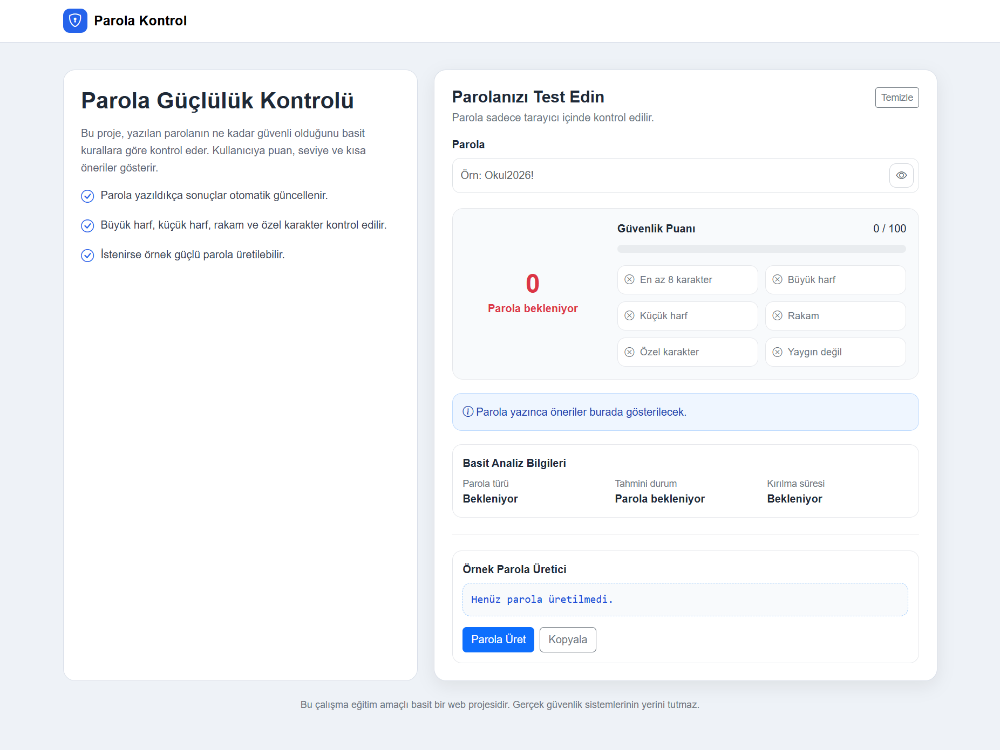 Parola Kontrol
Parola Güçlülük Kontrolü
Bu proje, yazılan parolanın ne kadar güvenli olduğunu basit
kurallara göre kontrol eder. Kullanıcıya puan, seviye ve kısa
öneriler gösterir.
Parola yazıldıkça sonuçlar otomatik güncellenir.
Büyük harf, küçük harf, rakam ve özel karakter kontrol edilir.
İstenirse örnek güçlü parola üretilebilir.
Parolanızı Test Edin
Temizle
Parola sadece tarayıcı içinde kontrol edilir.
Parola
Örn: Okul2026!
0
Parola bekleniyor
Güvenlik Puanı
0 / 100
En az 8 karakter
Büyük harf
Küçük harf
Rakam
Özel karakter
Yaygın değil
Parola yazınca öneriler burada gösterilecek.
Basit Analiz Bilgileri
Parola türü
Bekleniyor
Tahmini durum
Parola bekleniyor
Kırılma süresi
Bekleniyor
Örnek Parola Üretici
Henüz parola üretilmedi.
Parola Üret
Kopyala
Bu çalışma eğitim amaçlı basit bir web projesidir. Gerçek güvenlik sistemlerinin yerini tutmaz.